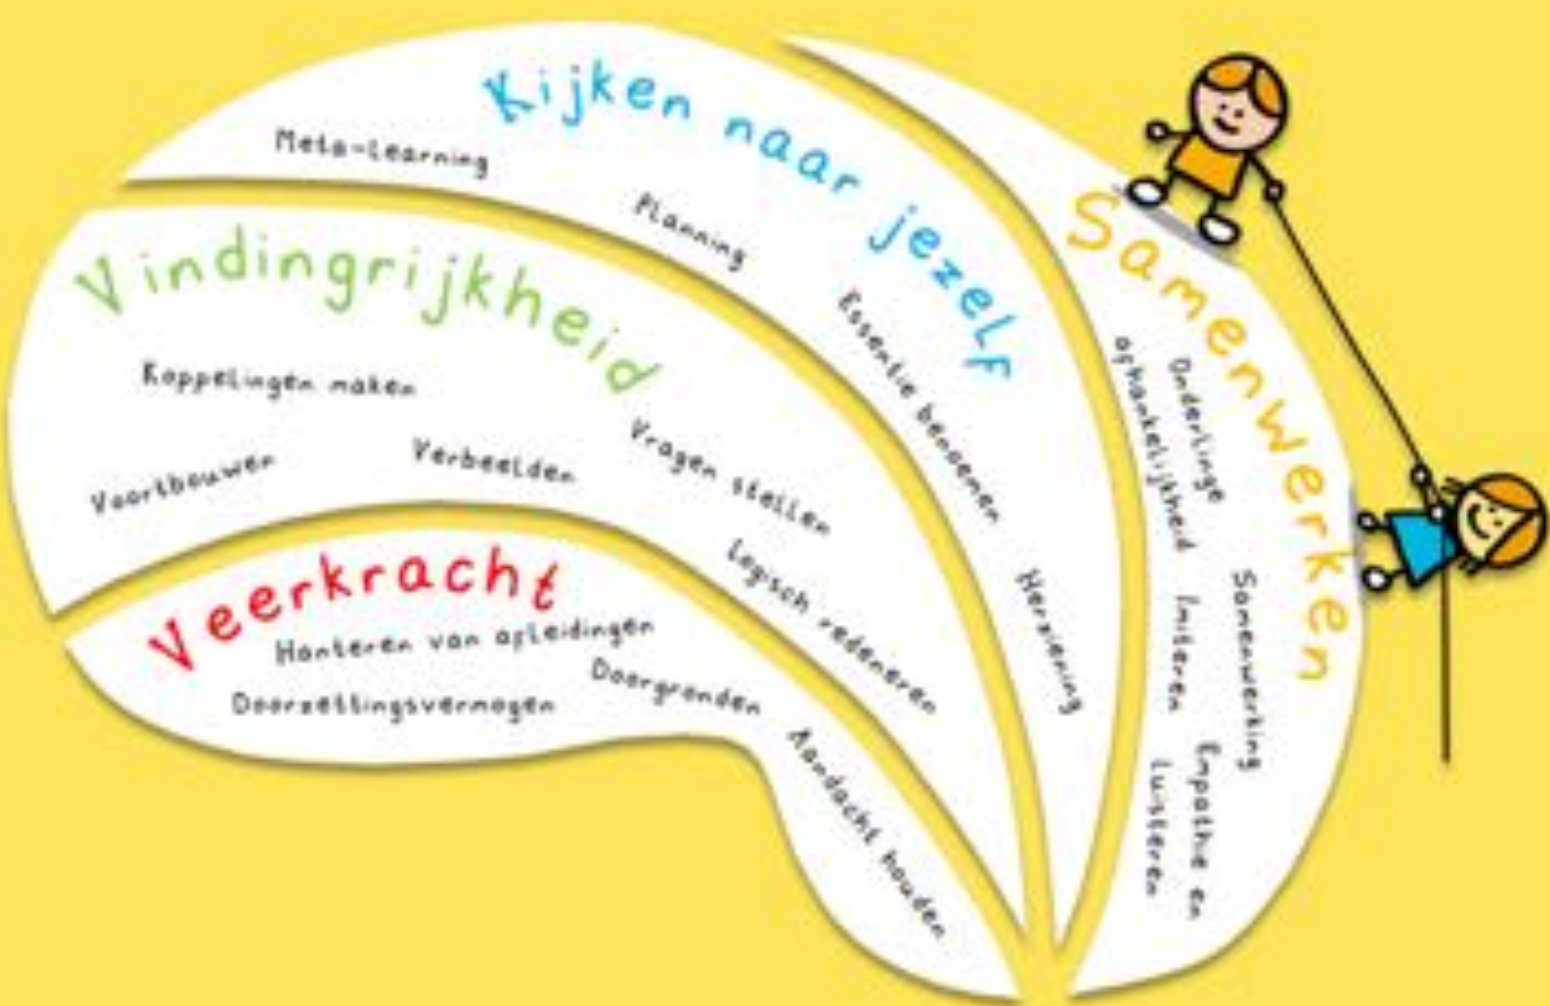 Kijken naar jezelf
Meta-Learning
Planning
Essentie benoemen
Herziening
Vindingrijkheid
Koppelingen maken
Voortbouwen
Verbeelden
Vragen stellen
Logisch redeneren
Veerkracht
Hanteren van afleidingen
Doorzettingsvermogen
Doorgronden
Aandacht houden
Samenwerken
Onderlinge
afhankelijkheid
Samenwerking
Imiteren
Empathie en
Luisteren